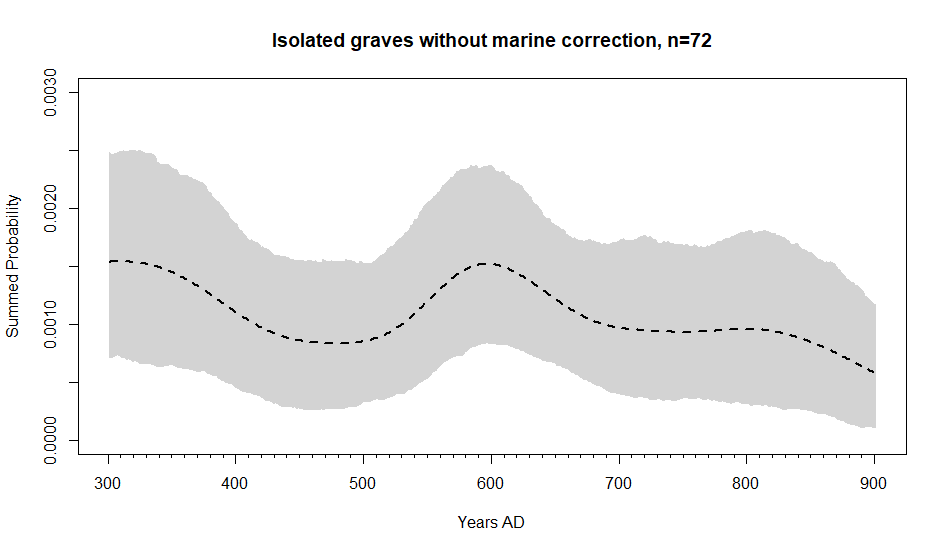 Isolated graves without marine correction, n=72
Summed Probability
0.0030
0.0020
0.0010
0.0000
300 400 500 600 700 800 900
Years AD